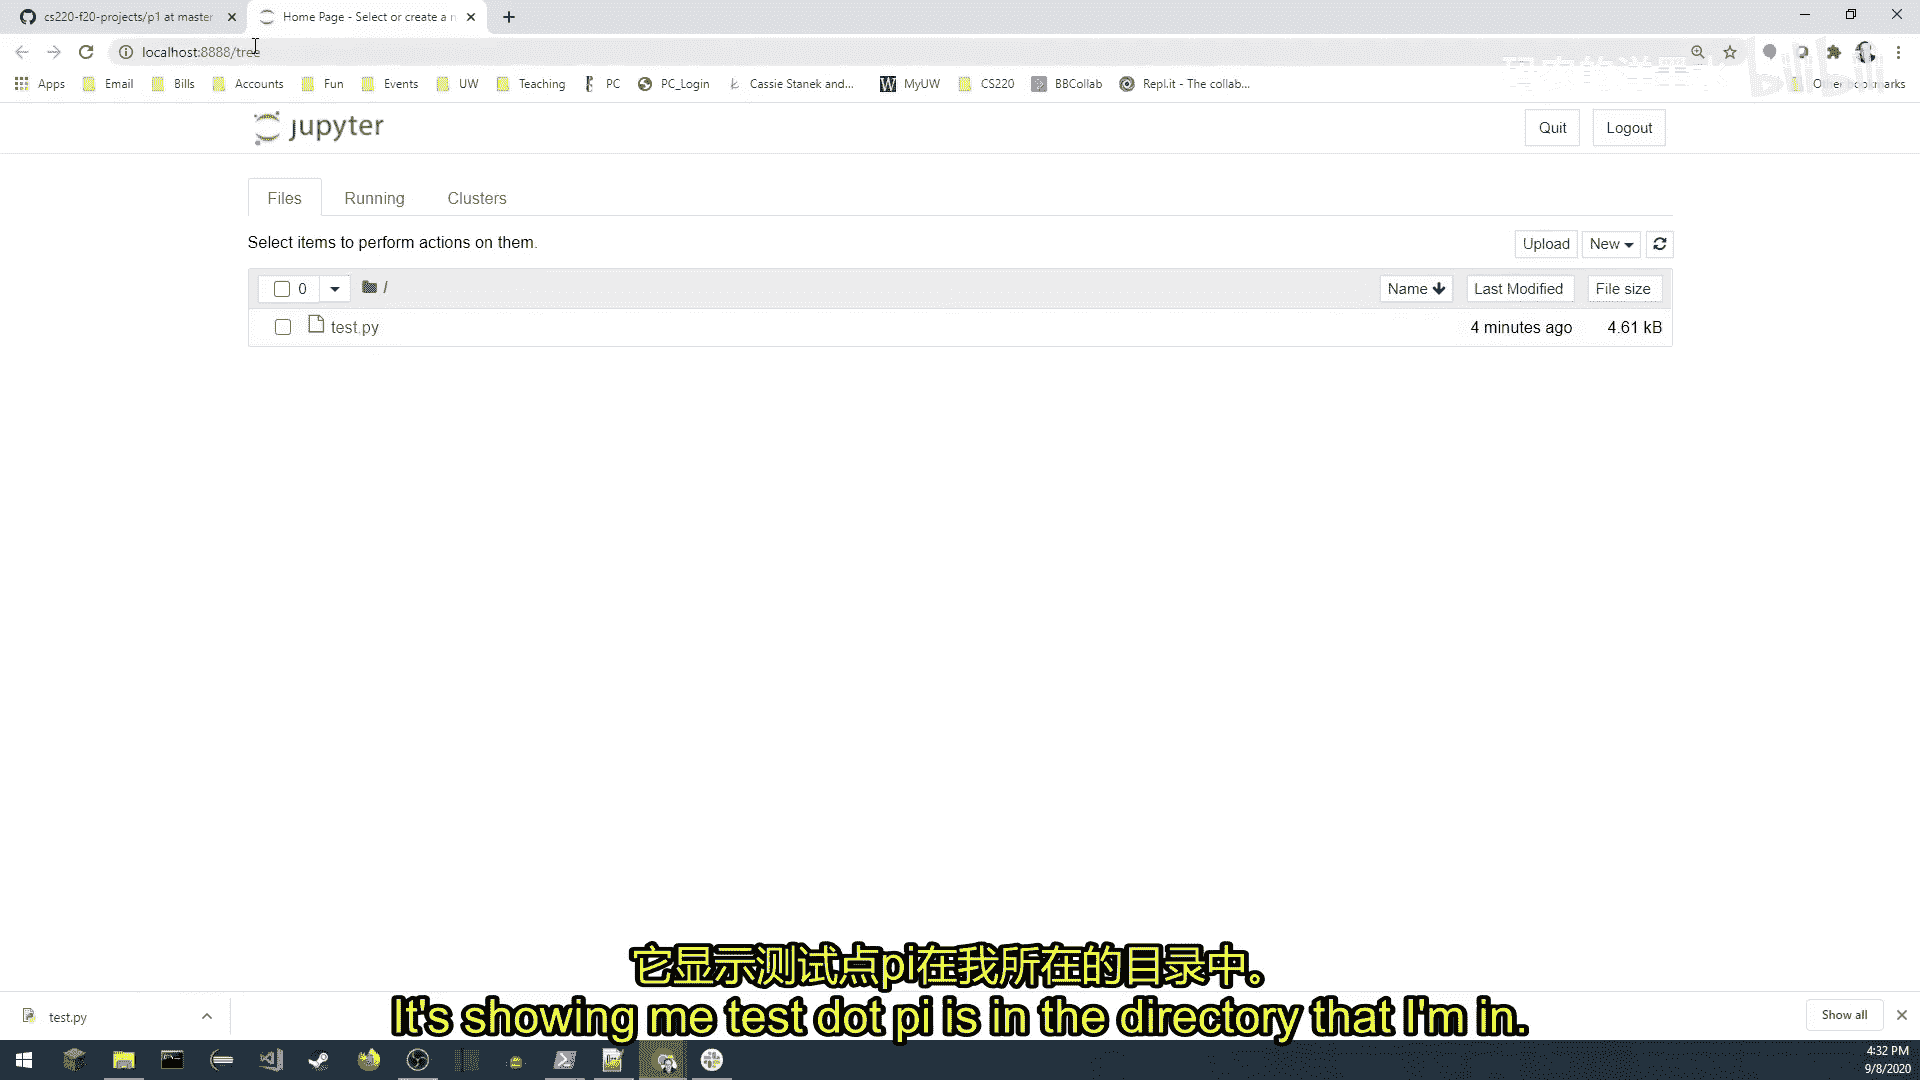 cs220-f20-projects/p1 at master
Home Page - Select or create a n
localhost:8888/tree
Apps Email Bills Accounts Fun Events UW Teaching PC PC_Login Cassie Stanek and... MyUW CS220 BBCollab Repl.it - The collab... Other bookmarks
bilibili
jupyter
Quit Logout
Files Running Clusters
Select items to perform actions on them.
Upload New
0 / Name Last Modified File size
test.py 4 minutes ago 4.61 kB
它显示测试点pi在我所在的目录中。
It's showing me test dot pi is in the directory that I'm in.
test.py Show all
4:32 PM
9/8/2020